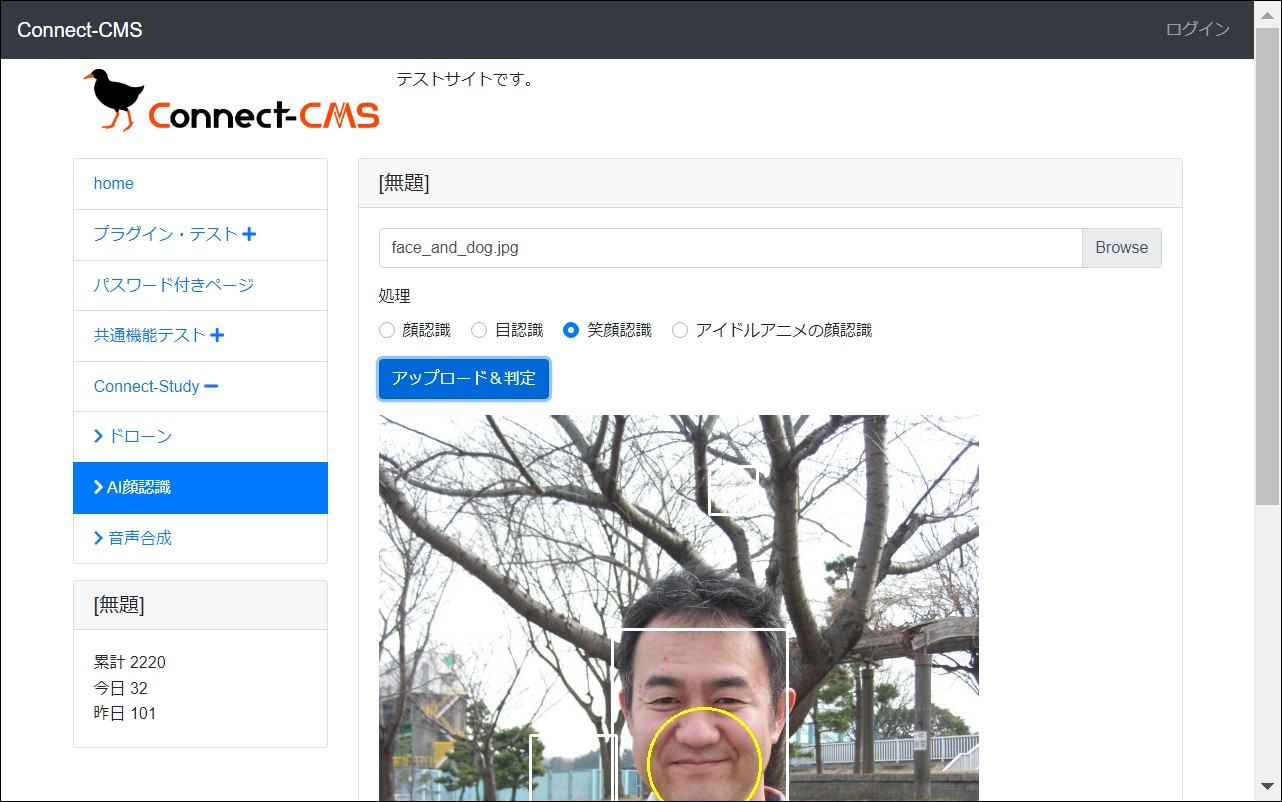 Connect-CMS
ログイン
Connect-CMS
テストサイトです。
home
プラグイン・テスト
パスワード付きページ
共通機能テスト
Connect-Study
ドローン
AI顔認識
音声合成
[無題]
累計 2220
今日 32
昨日 101
[無題]
face_and_dog.jpg
Browse
処理
顔認識 目認識 笑顔認識 アイドルアニメの顔認識
アップロード＆判定